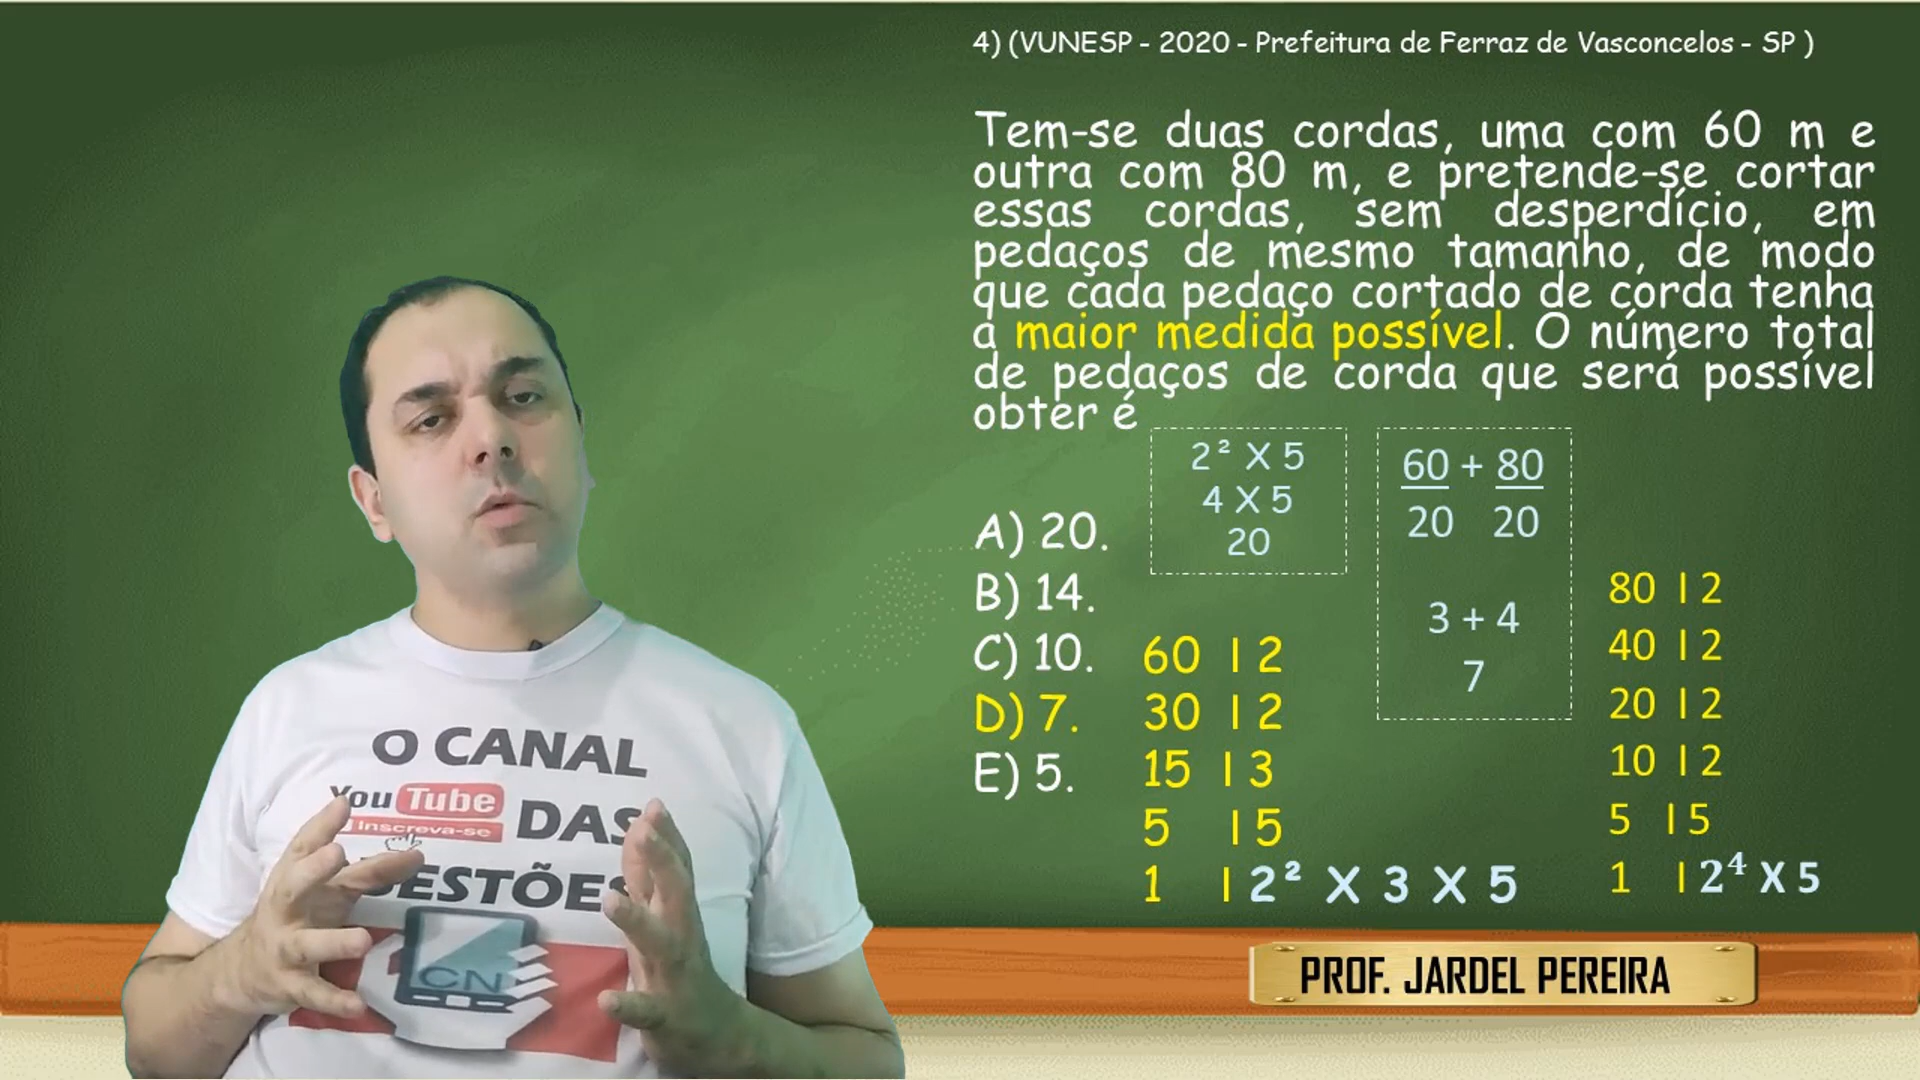 4) (VUNESP - 2020 - Prefeitura de Ferraz de Vasconcelos - SP )
Tem-se duas cordas, uma com 60 m e
outra com 80 m, e pretende-se cortar
essas cordas, sem desperdício, em
pedaços de mesmo tamanho, de modo
que cada pedaço cortado de corda tenha
a maior medida possível. O número total
de pedaços de corda que será possível
obter é
2² X 5
4 X 5
20
60 + 80
20 20
3 + 4
7
A) 20.
B) 14.
C) 10.
D) 7.
E) 5.
60 | 2
30 | 2
15 | 3
5 | 5
1 | 2² X 3 X 5
80 | 2
40 | 2
20 | 2
10 | 2
5 | 5
1 | 2⁴ X 5
O CANAL
YouTube DAS
Inscreva-se
ESTÕES
CN
PROF. JARDEL PEREIRA